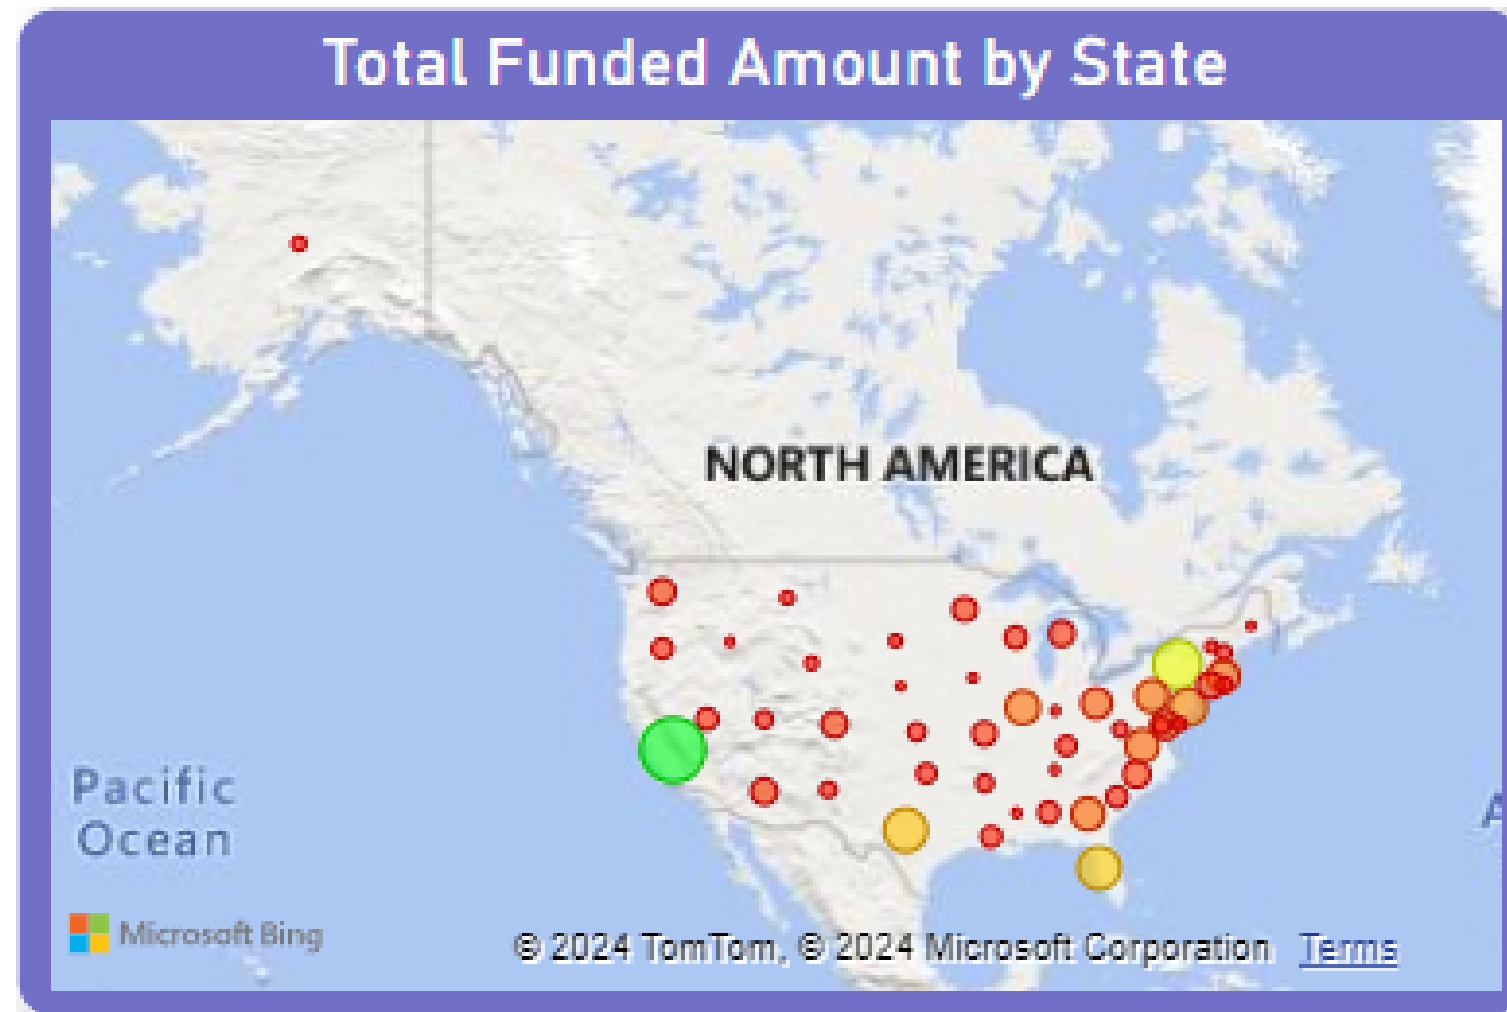 Total Funded Amount by State
NORTH AMERICA
Pacific
Ocean
A
Microsoft Bing
© 2024 TomTom, © 2024 Microsoft Corporation Terms